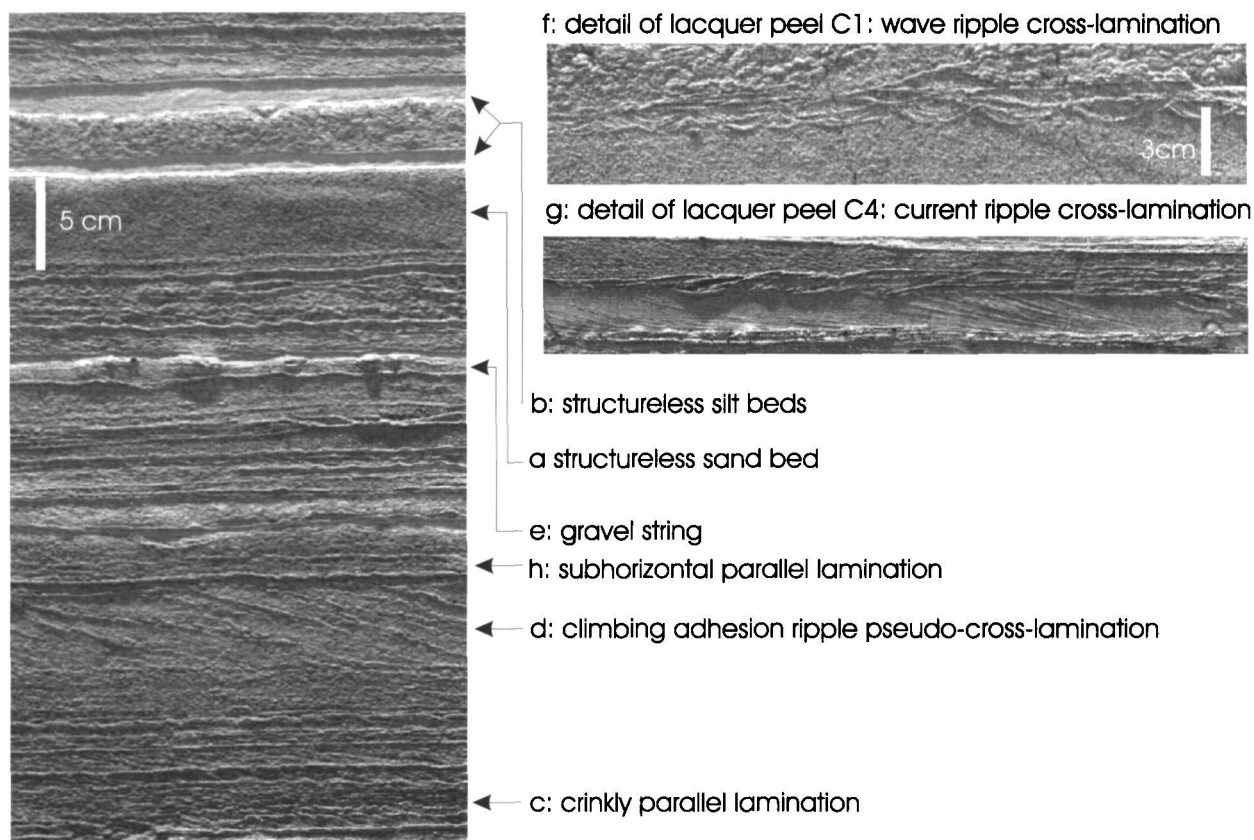 f: detail of lacquer peel C1: wave ripple cross-lamination
3cm
g: detail of lacquer peel C4: current ripple cross-lamination
5 cm
b: structureless silt beds
a structureless sand bed
e: gravel string
h: subhorizontal parallel lamination
d: climbing adhesion ripple pseudo-cross-lamination
c: crinkly parallel lamination